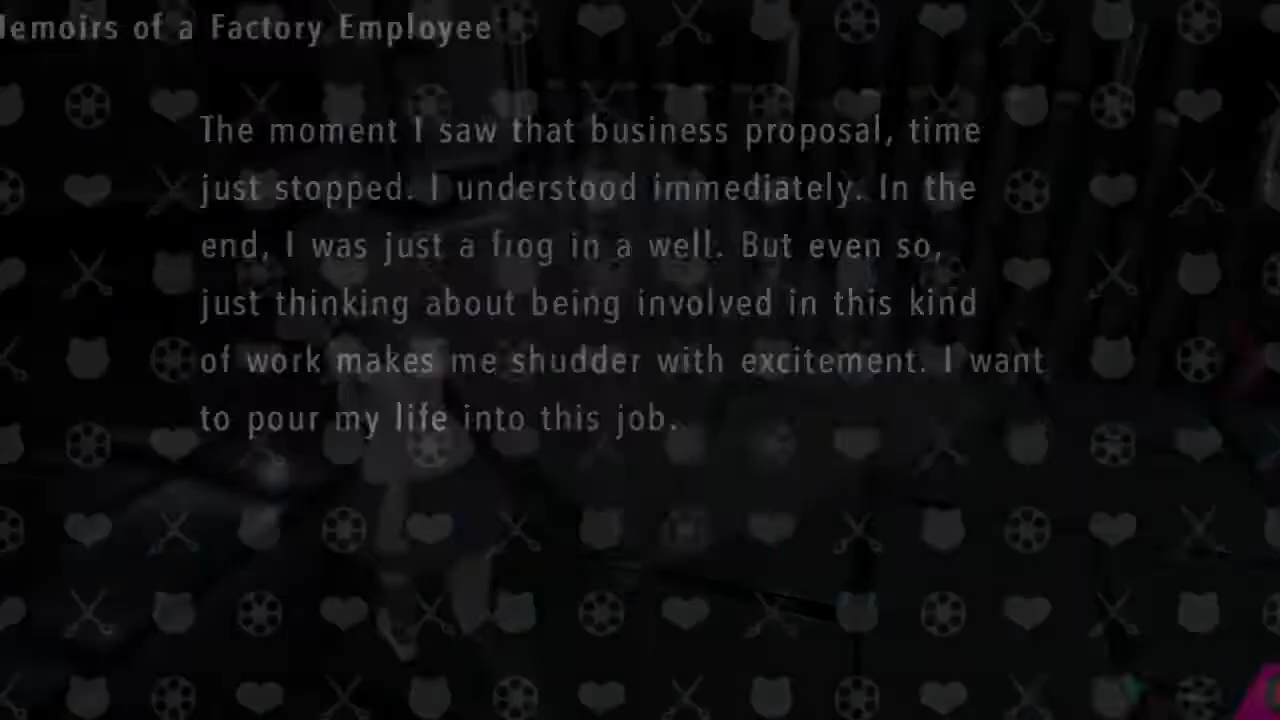 Memoirs of a Factory Employee
The moment I saw that business proposal, time
just stopped. I understood immediately. In the
end, I was just a frog in a well. But even so,
just thinking about being involved in this kind
of work makes me shudder with excitement. I want
to pour my life into this job.